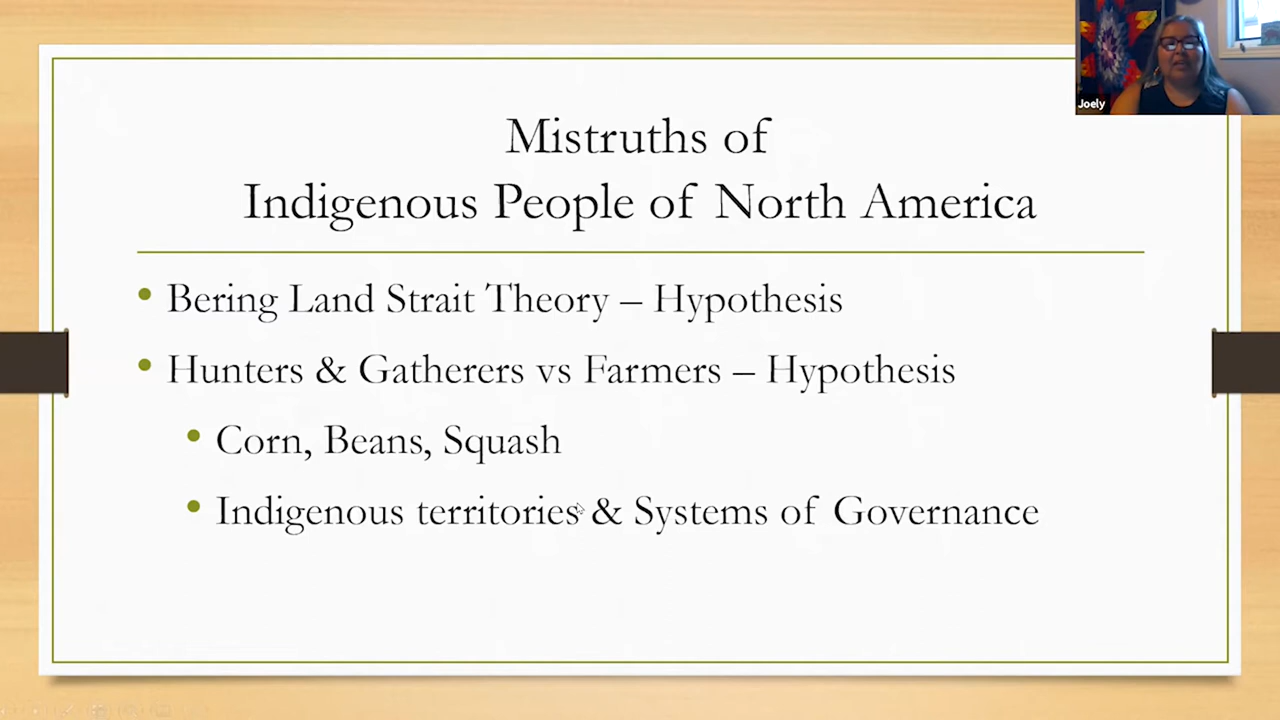 Joely
Mistruths of
Indigenous People of North America
• Bering Land Strait Theory – Hypothesis
• Hunters & Gatherers vs Farmers – Hypothesis
• Corn, Beans, Squash
• Indigenous territories & Systems of Governance